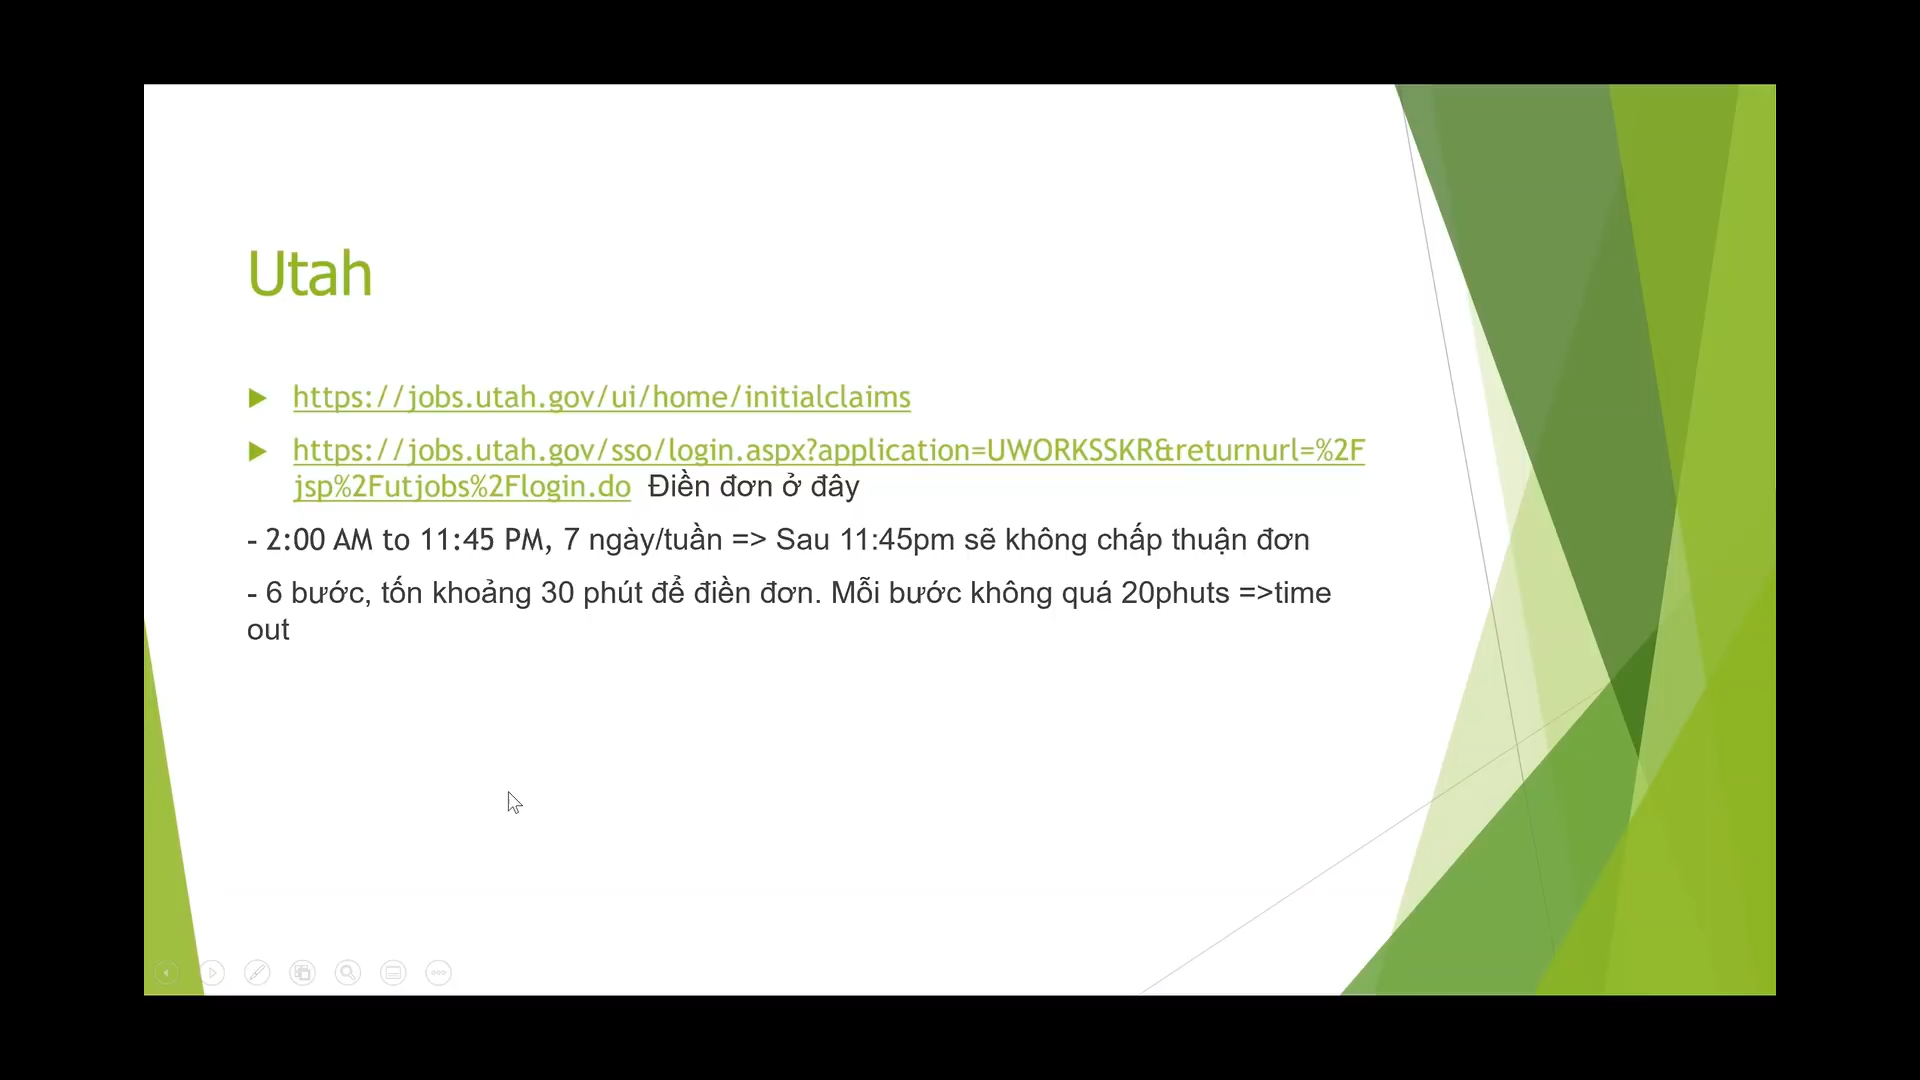 Utah
https://jobs.utah.gov/ui/home/initialclaims
https://jobs.utah.gov/sso/login.aspx?application=UWORKSSKR&returnurl=%2F
jsp%2Futjobs%2Flogin.do Điền đơn ở đây
- 2:00 AM to 11:45 PM, 7 ngày/tuần => Sau 11:45pm sẽ không chấp thuận đơn
- 6 bước, tốn khoảng 30 phút để điền đơn. Mỗi bước không quá 20phuts =>time
out